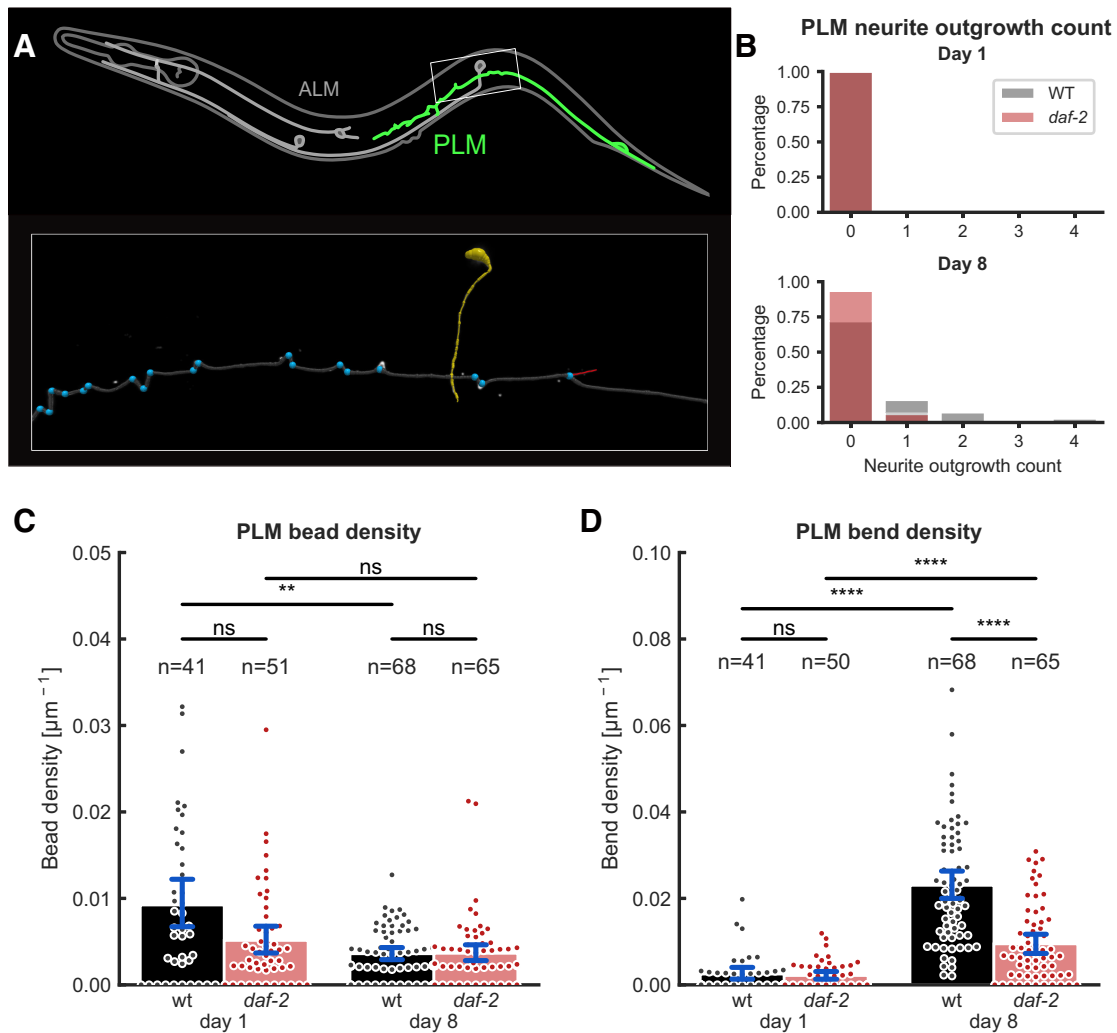 A
ALM
PLM
B
PLM neurite outgrowth count
Day 1
1.00
0.75
0.50
0.25
0.00
Percentage
WT
daf-2
0 1 2 3 4
Day 8
1.00
0.75
0.50
0.25
0.00
Percentage
0 1 2 3 4
Neurite outgrowth count
C
PLM bead density
0.05
0.04
0.03
0.02
0.01
0.00
Bead density [µm⁻¹]
ns
**
ns ns
n=41 n=51 n=68 n=65
wt daf-2 wt daf-2
day 1 day 8
D
PLM bend density
0.10
0.08
0.06
0.04
0.02
0.00
Bend density [µm⁻¹]
****
****
ns ****
n=41 n=50 n=68 n=65
wt daf-2 wt daf-2
day 1 day 8